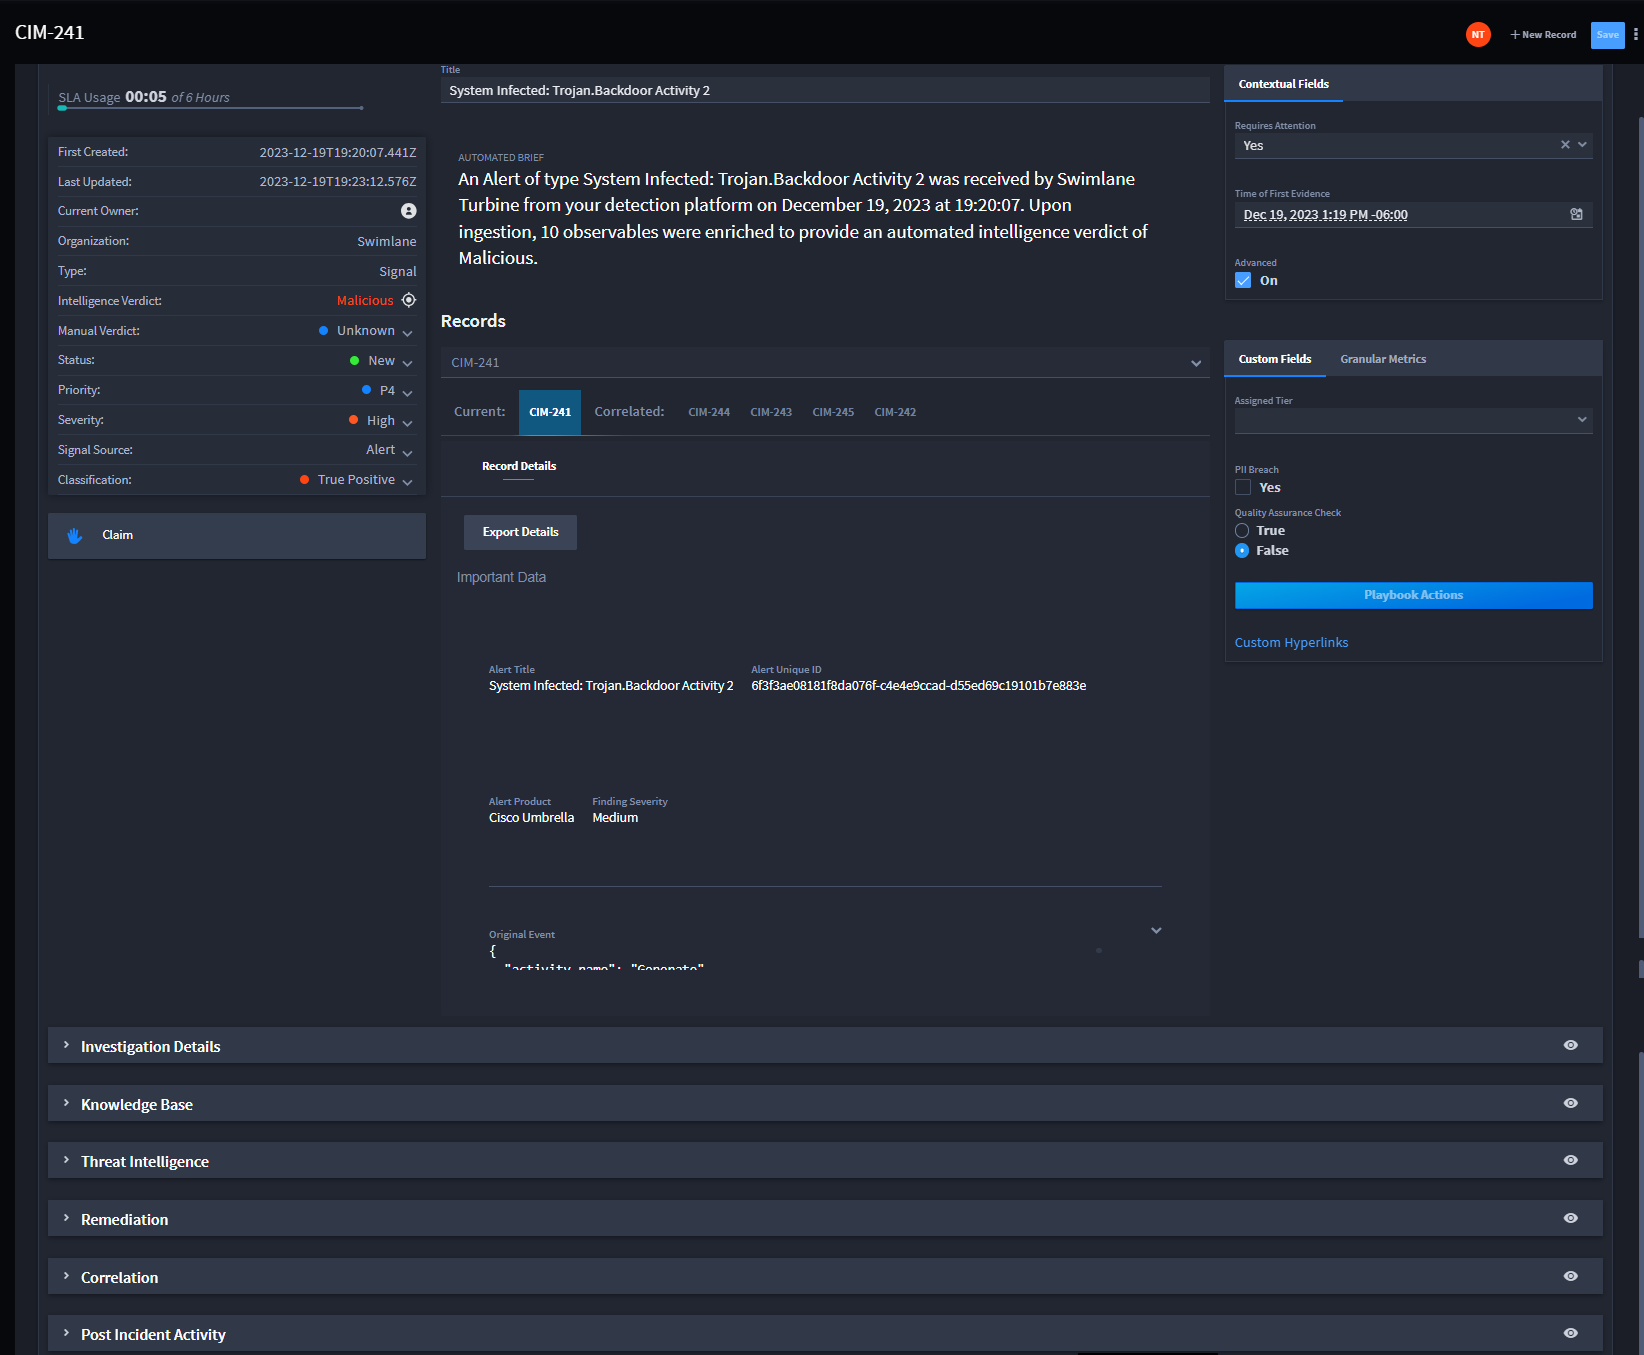 CIM-241
NT
New Record
Save
SLA Usage 00:05 of 6 Hours
First Created: 2023-12-19T19:20:07.441Z
Last Updated: 2023-12-19T19:23:12.576Z
Current Owner:
Organization: Swimlane
Type: Signal
Intelligence Verdict: Malicious
Manual Verdict: Unknown
Status: New
Priority: P4
Severity: High
Signal Source: Alert
Classification: True Positive
Claim
Title
System Infected: Trojan.Backdoor Activity 2
AUTOMATED BRIEF
An Alert of type System Infected: Trojan.Backdoor Activity 2 was received by Swimlane
Turbine from your detection platform on December 19, 2023 at 19:20:07. Upon
ingestion, 10 observables were enriched to provide an automated intelligence verdict of
Malicious.
Records
CIM-241
Current: CIM-241 Correlated: CIM-244 CIM-243 CIM-245 CIM-242
Record Details
Export Details
Important Data
Alert Title Alert Unique ID
System Infected: Trojan.Backdoor Activity 2 6f3f3ae08181f8da076f-c4e4e9ccad-d55ed69c19101b7e883e
Alert Product Finding Severity
Cisco Umbrella Medium
Original Event
{
"activity_name": "Generate"
Contextual Fields
Requires Attention
Yes
Time of First Evidence
Dec 19, 2023 1:19 PM -06:00
Advanced
On
Custom Fields Granular Metrics
Assigned Tier
PII Breach
Yes
Quality Assurance Check
True
False
Playbook Actions
Custom Hyperlinks
Investigation Details
Knowledge Base
Threat Intelligence
Remediation
Correlation
Post Incident Activity